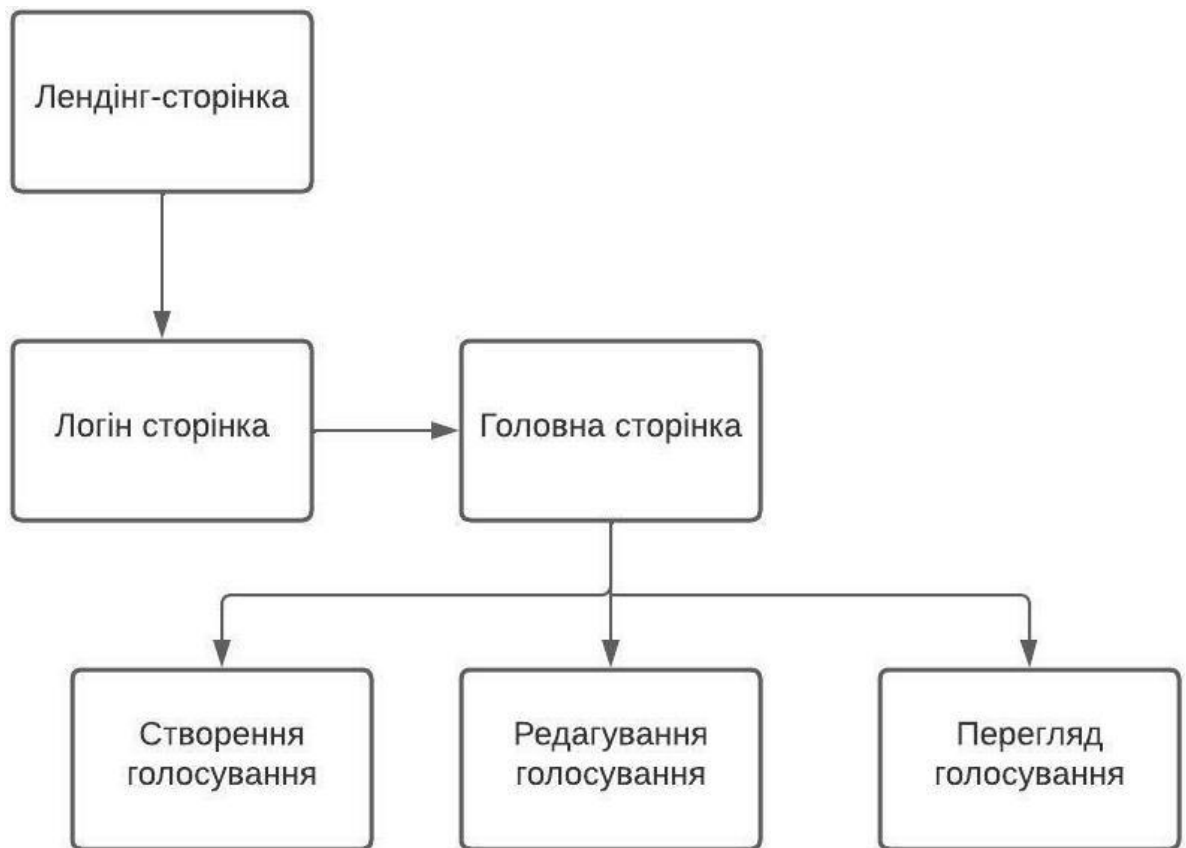 Лендінг-сторінка
Логін сторінка
Головна сторінка
Створення
голосування
Редагування
голосування
Перегляд
голосування